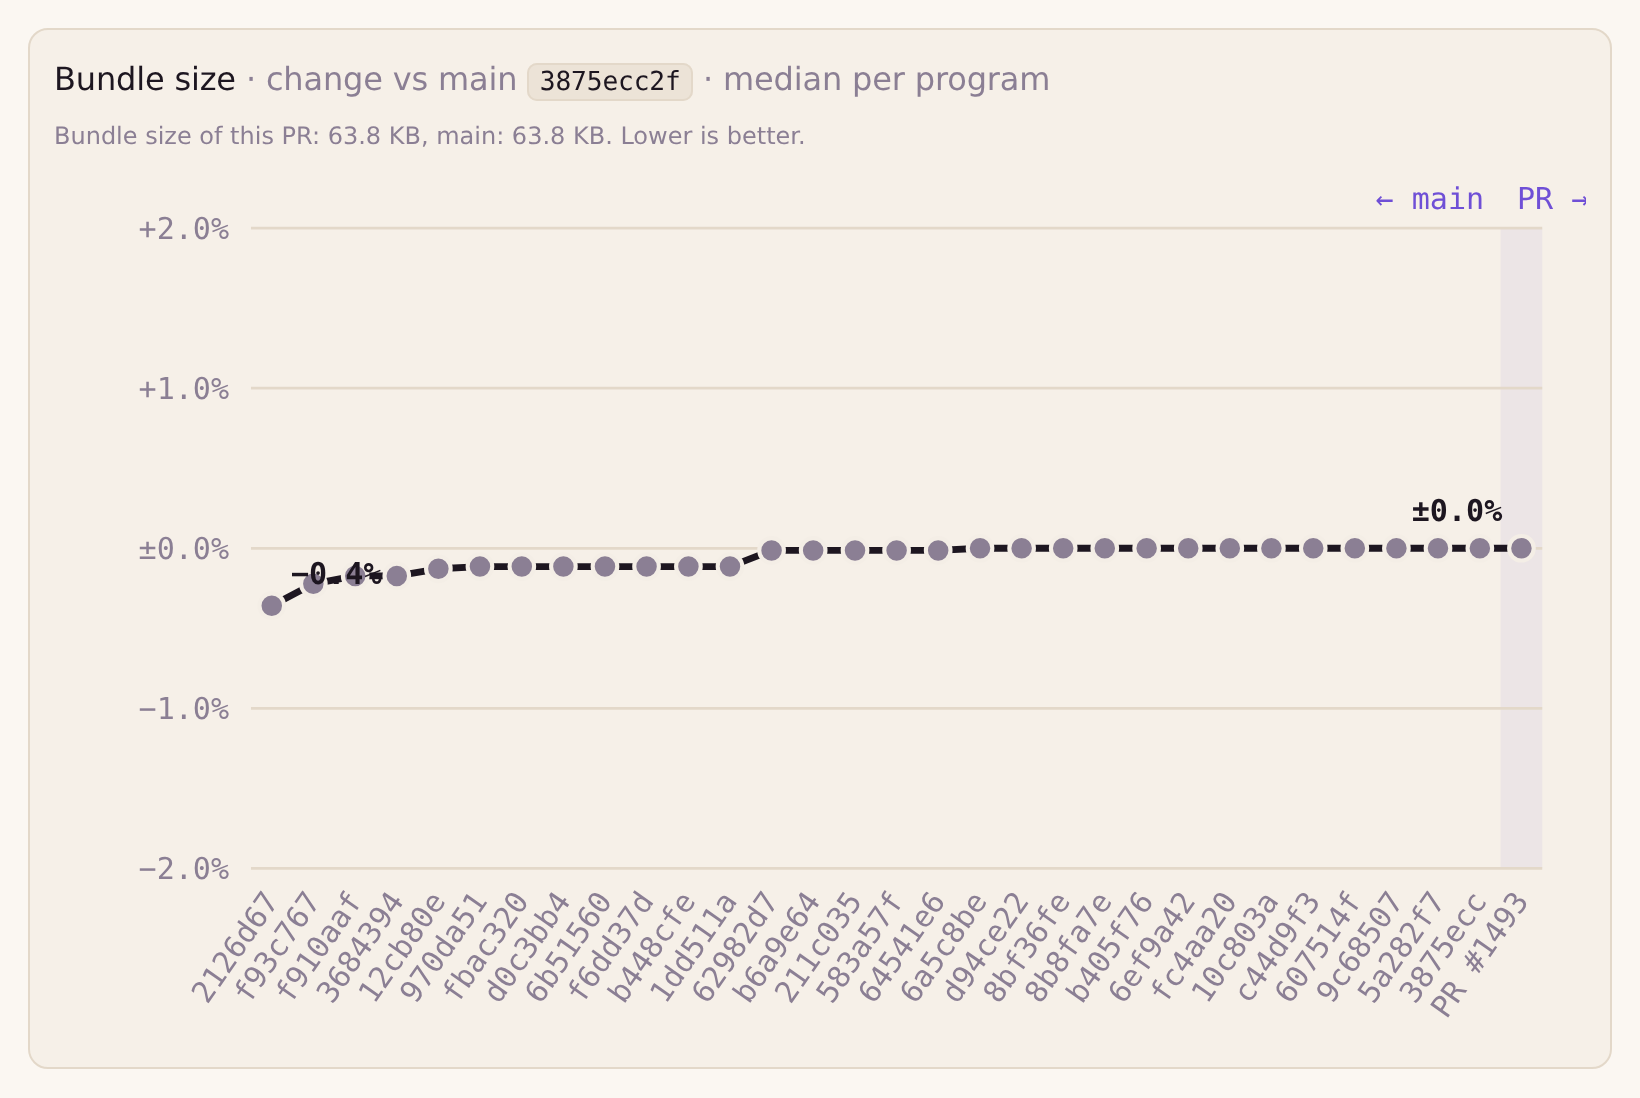 Bundle size · change vs main 3875ecc2f · median per program
Bundle size of this PR: 63.8 KB, main: 63.8 KB. Lower is better.
← main PR →
+2.0%
+1.0%
±0.0%
±0.0%
−0.4%
−1.0%
−2.0%
2126d67
f93c767
f910aaf
3684394
12cb80e
970da51
fbac320
d0c3bb4
6b51560
f6dd37d
b448cfe
1dd511a
62982d7
b6a9e64
211c035
583a57f
64541e6
6a5c8be
d94ce22
8bf36fe
8b8fa7e
b405f76
6ef9a42
fc4aa20
10c803a
c44d9f3
607514f
9c68507
5a282f7
3875ecc
PR #1493